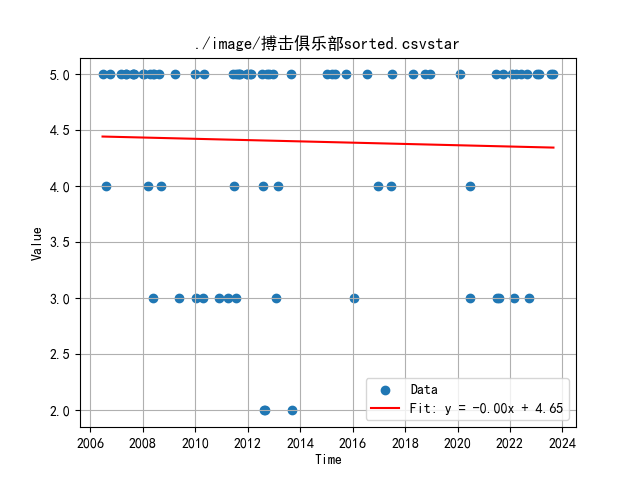 ./image/搏击俱乐部sorted.csvstar
5.0
4.5
4.0
3.5
3.0
2.5
2.0
Value
Data
Fit: y = -0.00x + 4.65
2006 2008 2010 2012 2014 2016 2018 2020 2022 2024
Time